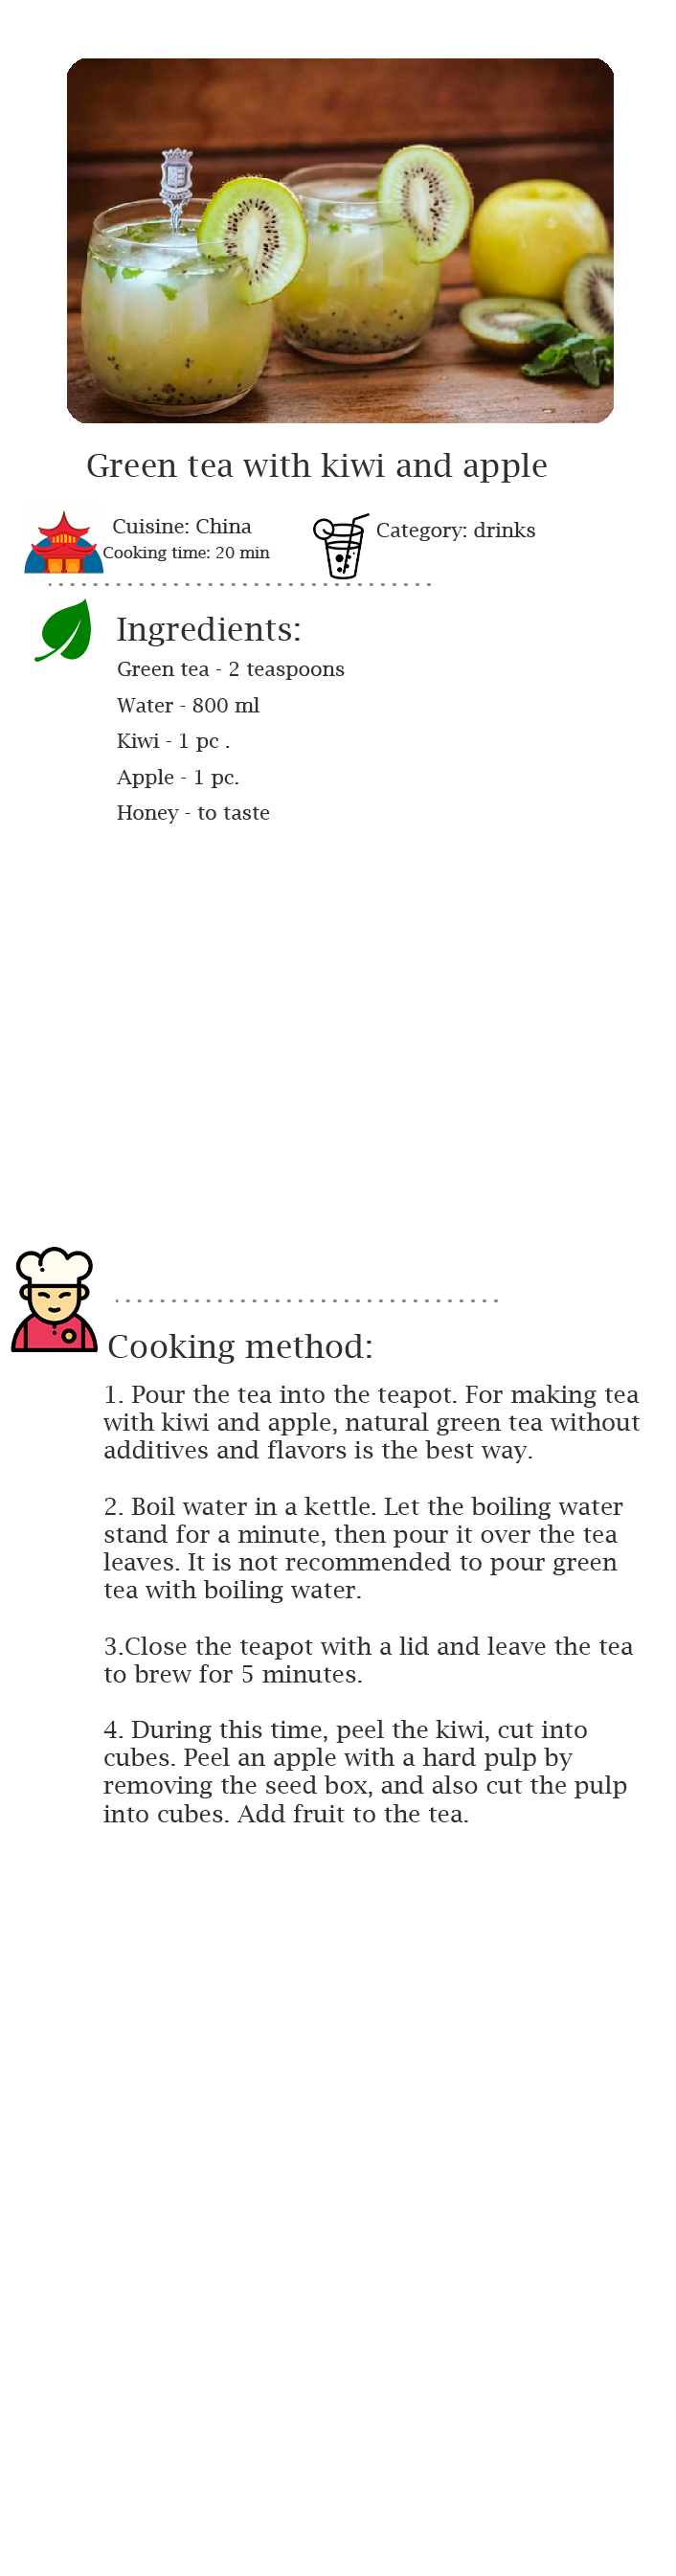 Green tea with kiwi and apple
Cuisine: China
Category: drinks
Cooking time: 20 min
Ingredients:
Green tea - 2 teaspoons
Water - 800 ml
Kiwi - 1 pc .
Apple - 1 pc.
Honey - to taste
Cooking method:
1. Pour the tea into the teapot. For making tea
with kiwi and apple, natural green tea without
additives and flavors is the best way.
2. Boil water in a kettle. Let the boiling water
stand for a minute, then pour it over the tea
leaves. It is not recommended to pour green
tea with boiling water.
3.Close the teapot with a lid and leave the tea
to brew for 5 minutes.
4. During this time, peel the kiwi, cut into
cubes. Peel an apple with a hard pulp by
removing the seed box, and also cut the pulp
into cubes. Add fruit to the tea.